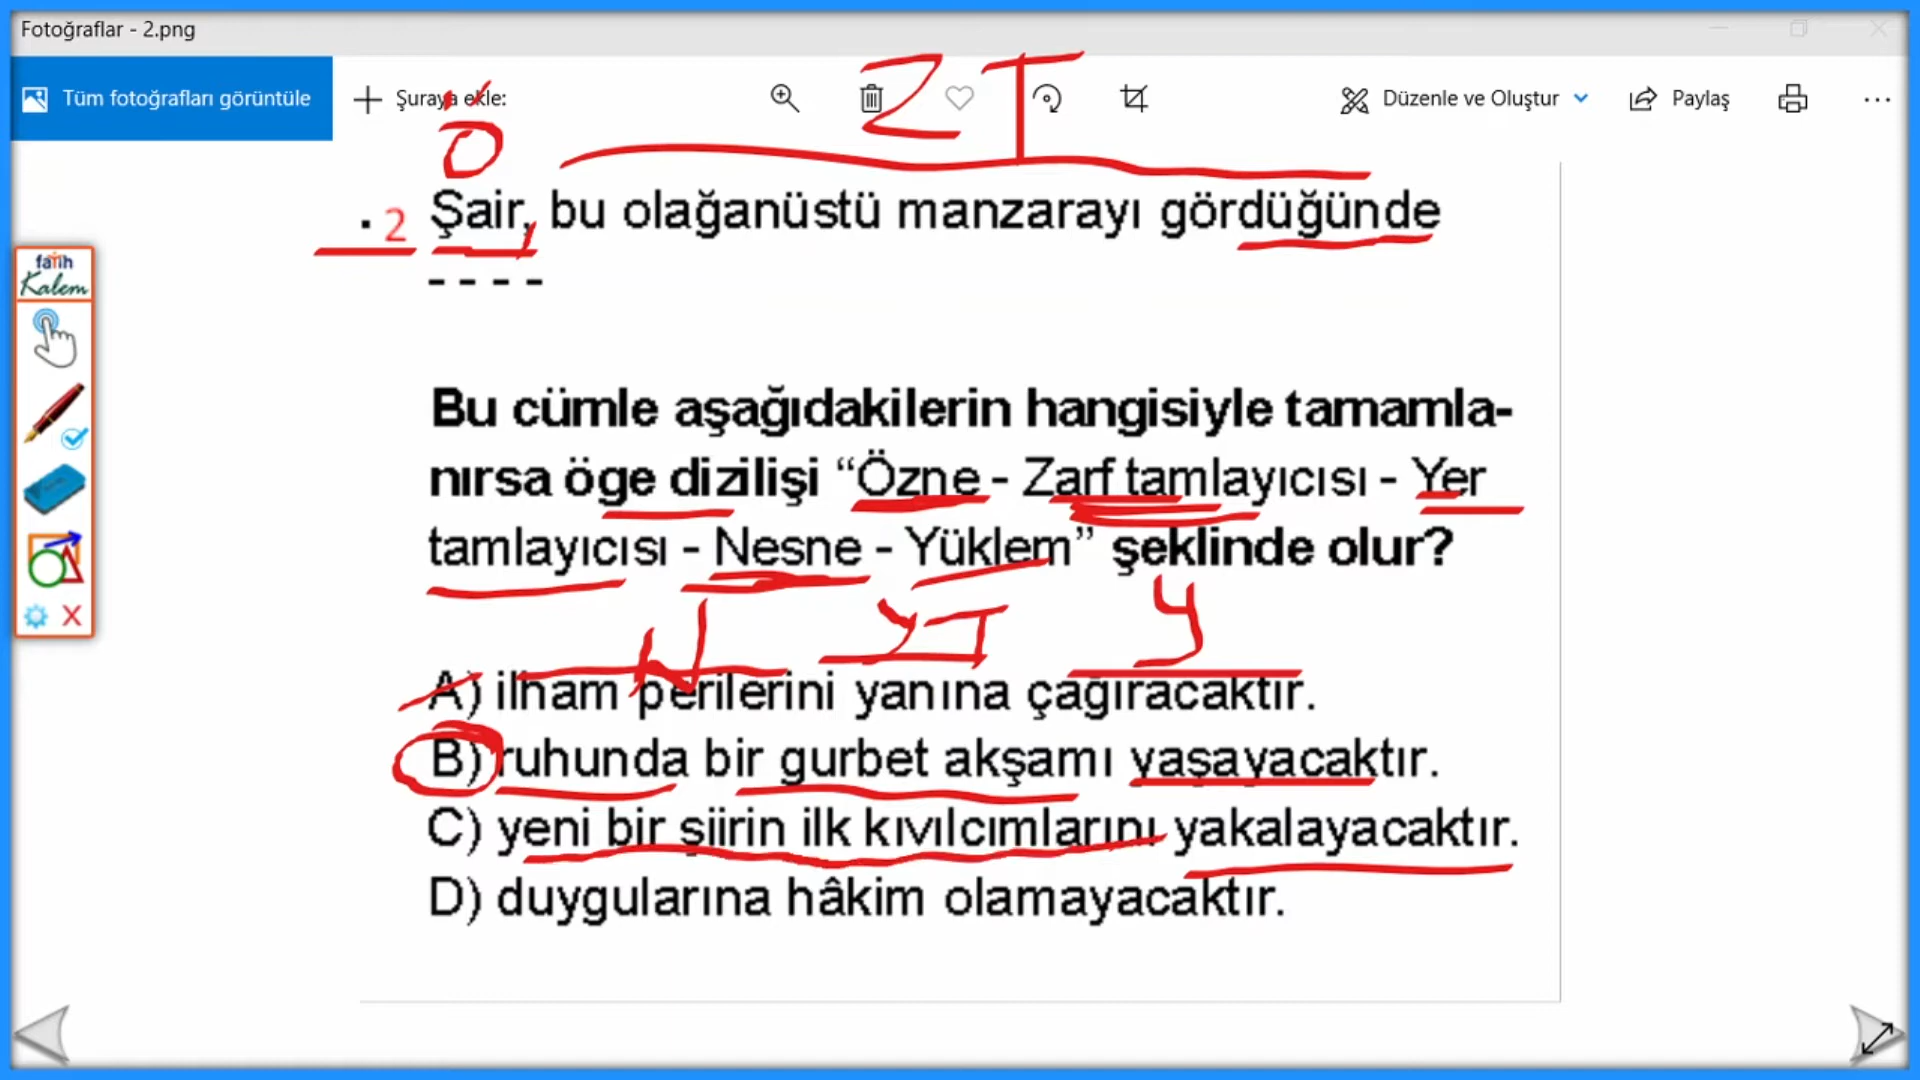 Fotoğraflar - 2.png
Tüm fotoğrafları görüntüle
Şuraya ekle:
Düzenle ve Oluştur
Paylaş
ZT
Ö
. 2 Şair, bu olağanüstü manzarayı gördüğünde
- - - -
fatih
Kalem
Bu cümle aşağıdakilerin hangisiyle tamamla-
nırsa öge dizilişi “Özne - Zarf tamlayıcısı - Yer
tamlayıcısı - Nesne - Yüklem” şeklinde olur?
N YT Y
A) ilham perilerini yanına çağıracaktır.
B) ruhunda bir gurbet akşamı yaşayacaktır.
C) yeni bir şiirin ilk kıvılcımlarını yakalayacaktır.
D) duygularına hâkim olamayacaktır.